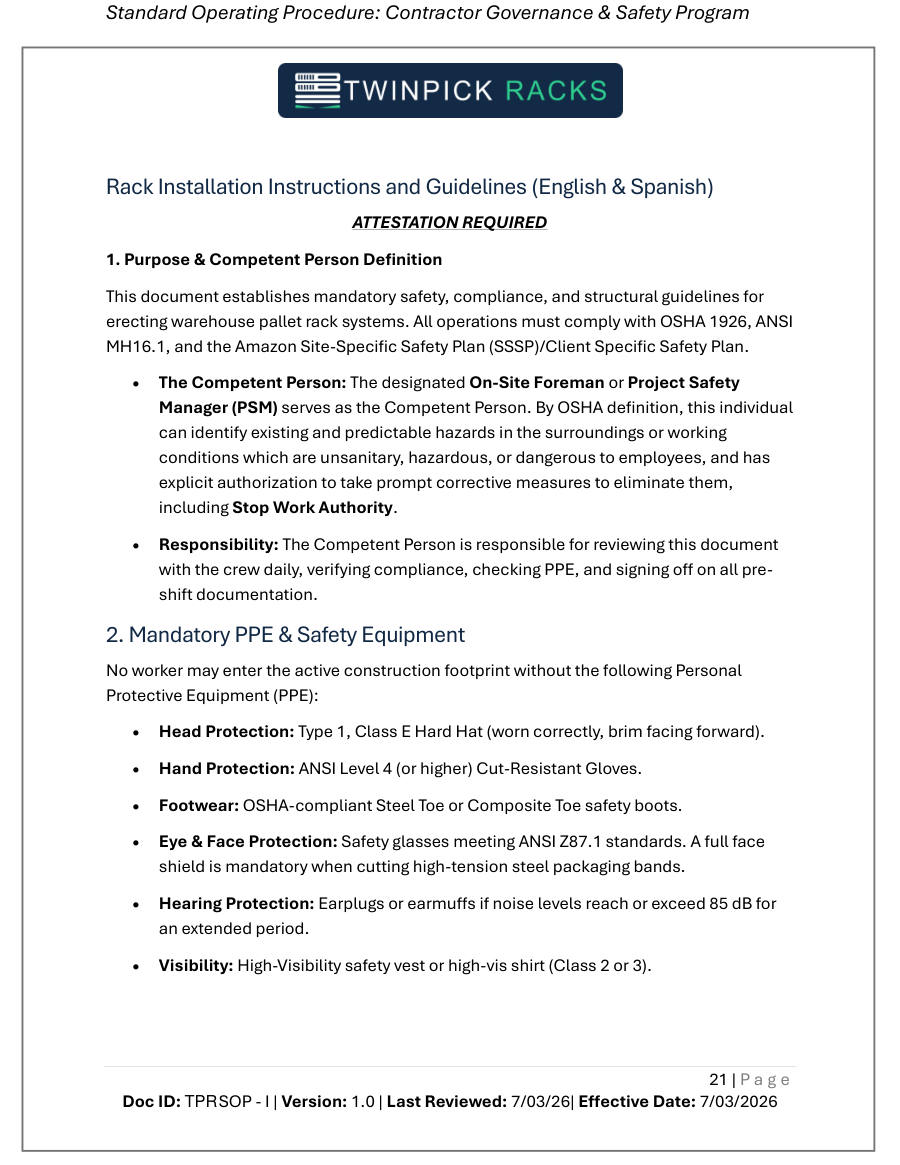 Standard Operating Procedure: Contractor Governance & Safety Program
TWINPICK RACKS
Rack Installation Instructions and Guidelines (English & Spanish)
ATTESTATION REQUIRED
1. Purpose & Competent Person Definition
This document establishes mandatory safety, compliance, and structural guidelines for
erecting warehouse pallet rack systems. All operations must comply with OSHA 1926, ANSI
MH16.1, and the Amazon Site-Specific Safety Plan (SSSP)/Client Specific Safety Plan.
• The Competent Person: The designated On-Site Foreman or Project Safety
Manager (PSM) serves as the Competent Person. By OSHA definition, this individual
can identify existing and predictable hazards in the surroundings or working
conditions which are unsanitary, hazardous, or dangerous to employees, and has
explicit authorization to take prompt corrective measures to eliminate them,
including Stop Work Authority.
• Responsibility: The Competent Person is responsible for reviewing this document
with the crew daily, verifying compliance, checking PPE, and signing off on all pre-
shift documentation.
2. Mandatory PPE & Safety Equipment
No worker may enter the active construction footprint without the following Personal
Protective Equipment (PPE):
• Head Protection: Type 1, Class E Hard Hat (worn correctly, brim facing forward).
• Hand Protection: ANSI Level 4 (or higher) Cut-Resistant Gloves.
• Footwear: OSHA-compliant Steel Toe or Composite Toe safety boots.
• Eye & Face Protection: Safety glasses meeting ANSI Z87.1 standards. A full face
shield is mandatory when cutting high-tension steel packaging bands.
• Hearing Protection: Earplugs or earmuffs if noise levels reach or exceed 85 dB for
an extended period.
• Visibility: High-Visibility safety vest or high-vis shirt (Class 2 or 3).
21 | Page
Doc ID: TPRSOP - I | Version: 1.0 | Last Reviewed: 7/03/26| Effective Date: 7/03/2026